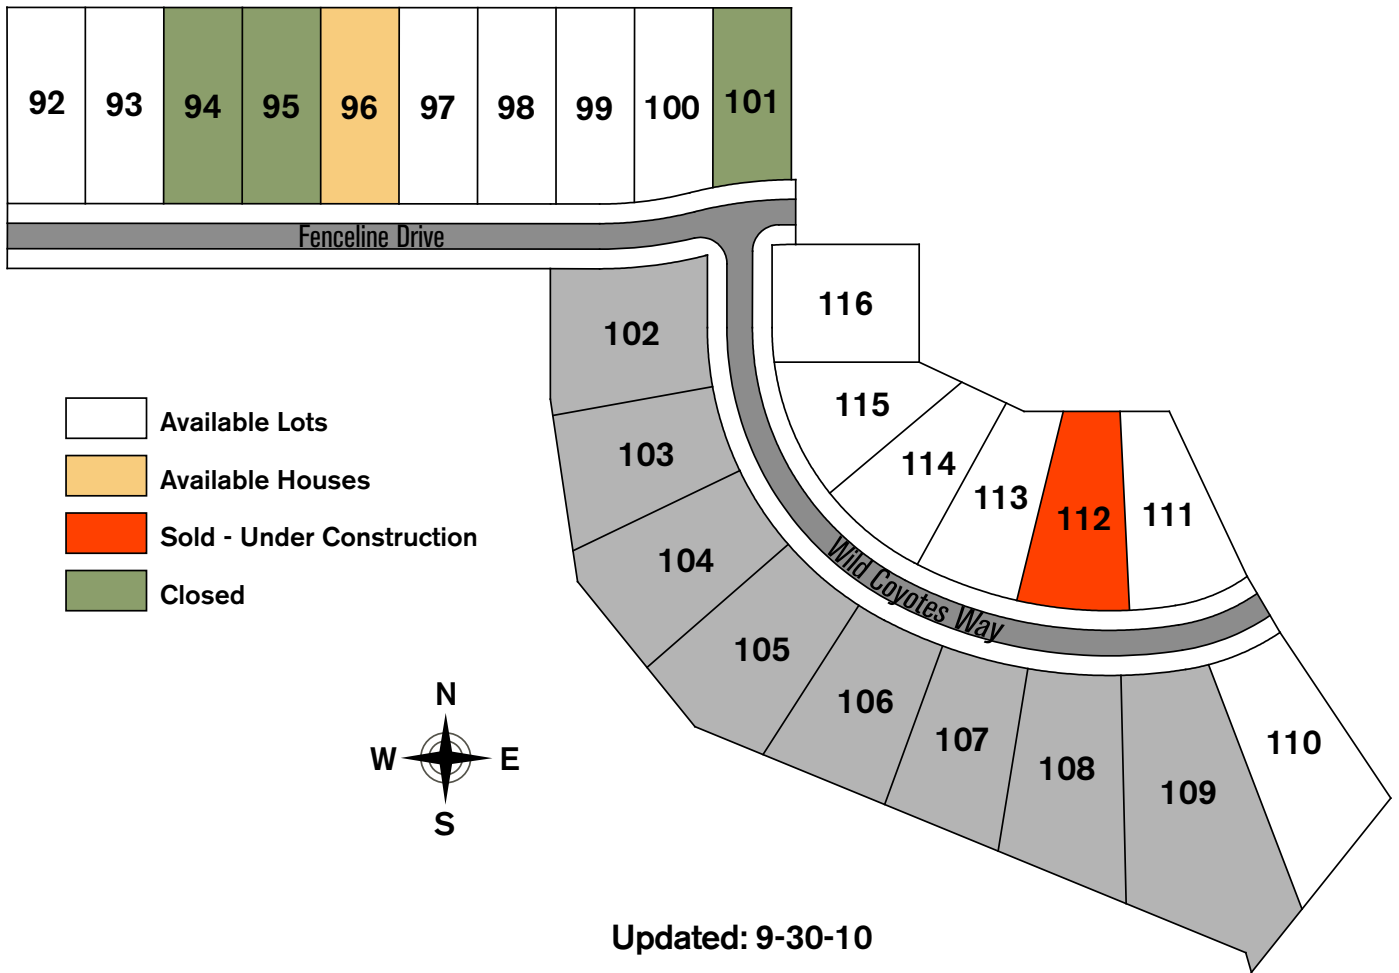 92 93 94 95 96 97 98 99 100 101
Fenceline Drive
116
102
115
103
114
113
112
111
104
Wild Coyotes Way
105
106
107
108
109
110
Available Lots
Available Houses
Sold - Under Construction
Closed
N
W E
S
Updated: 9-30-10